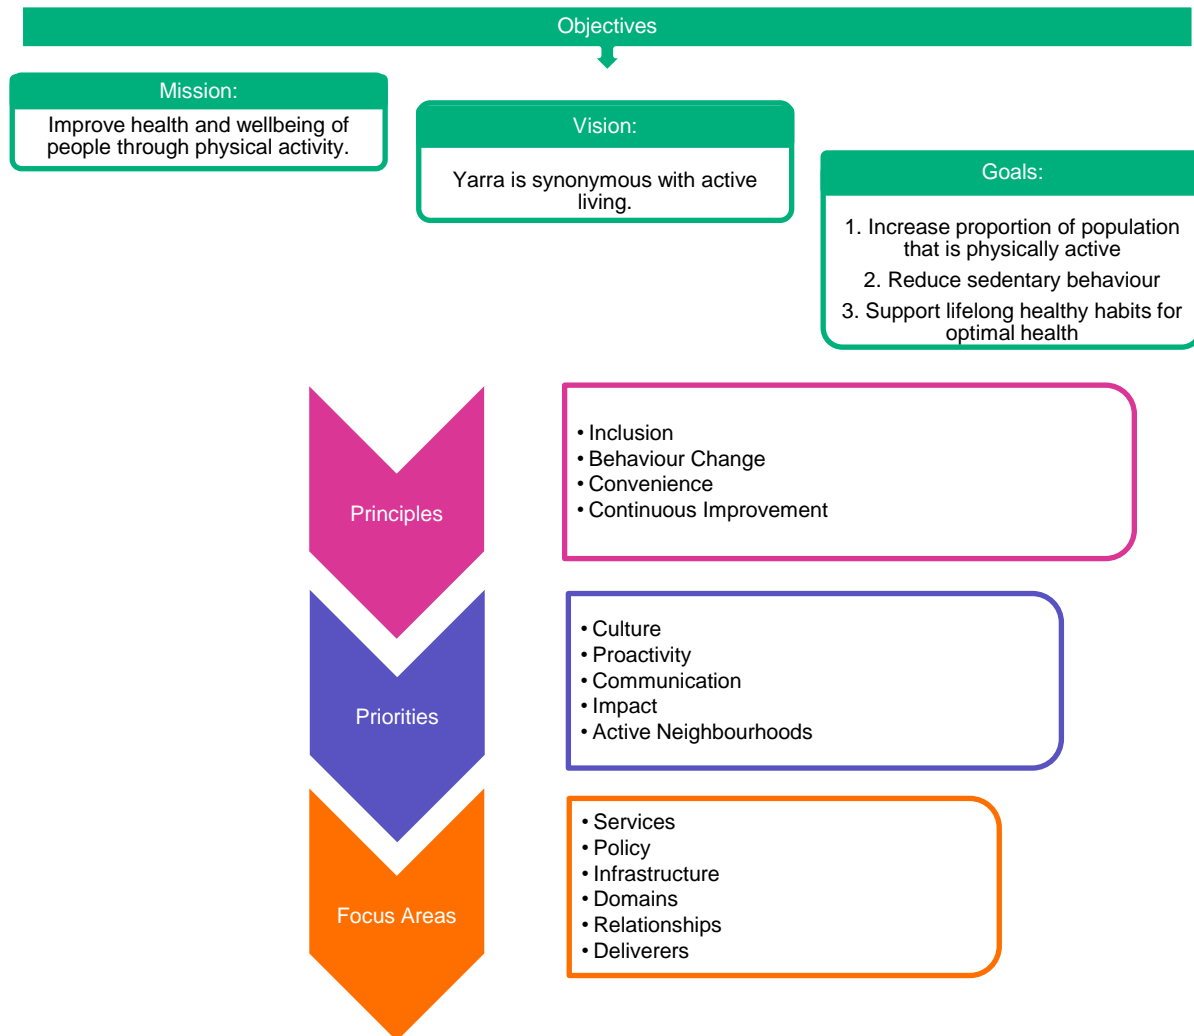 Objectives
Mission:
Improve health and wellbeing of
people through physical activity.
Vision:
Yarra is synonymous with active
living.
Goals:
1. Increase proportion of population
that is physically active
2. Reduce sedentary behaviour
3. Support lifelong healthy habits for
optimal health
Principles
• Inclusion
• Behaviour Change
• Convenience
• Continuous Improvement
Priorities
• Culture
• Proactivity
• Communication
• Impact
• Active Neighbourhoods
Focus Areas
• Services
• Policy
• Infrastructure
• Domains
• Relationships
• Deliverers